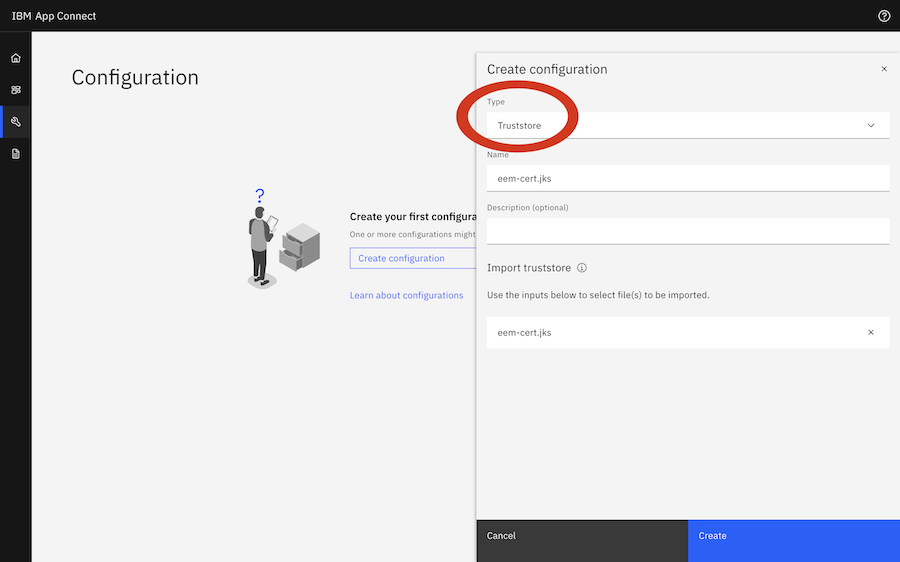 IBM App Connect
Configuration
?
Create your first configura
One or more configurations might
Create configuration
Learn about configurations
Create configuration
Type
Truststore
Name
eem-cert.jks
Description (optional)
Import truststore
Use the inputs below to select file(s) to be imported.
eem-cert.jks
Cancel
Create